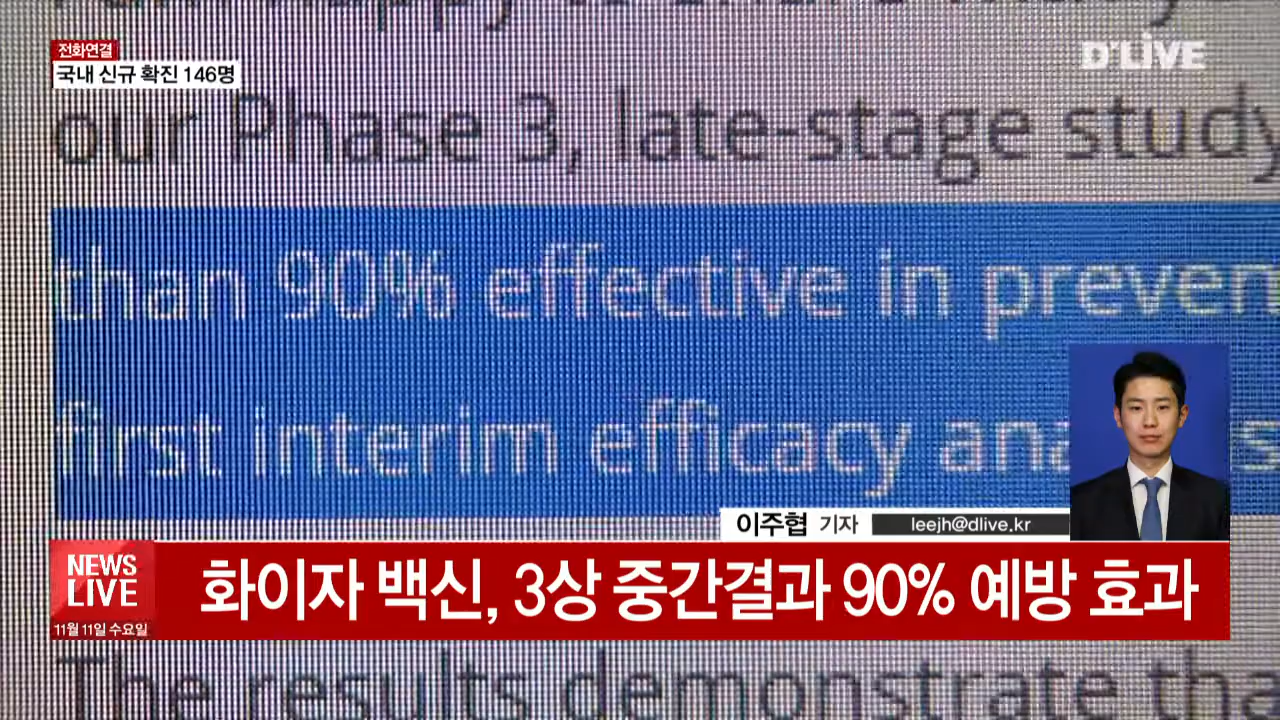 전화연결
국내 신규 확진 146명
D'LIVE
our Phase 3, late-stage study
than 90% effective in preven
first interim efficacy ana
이주협 기자 leejh@dlive.kr
NEWS
LIVE
화이자 백신, 3상 중간결과 90% 예방 효과
11월 11일 수요일
The results demonstrate tha